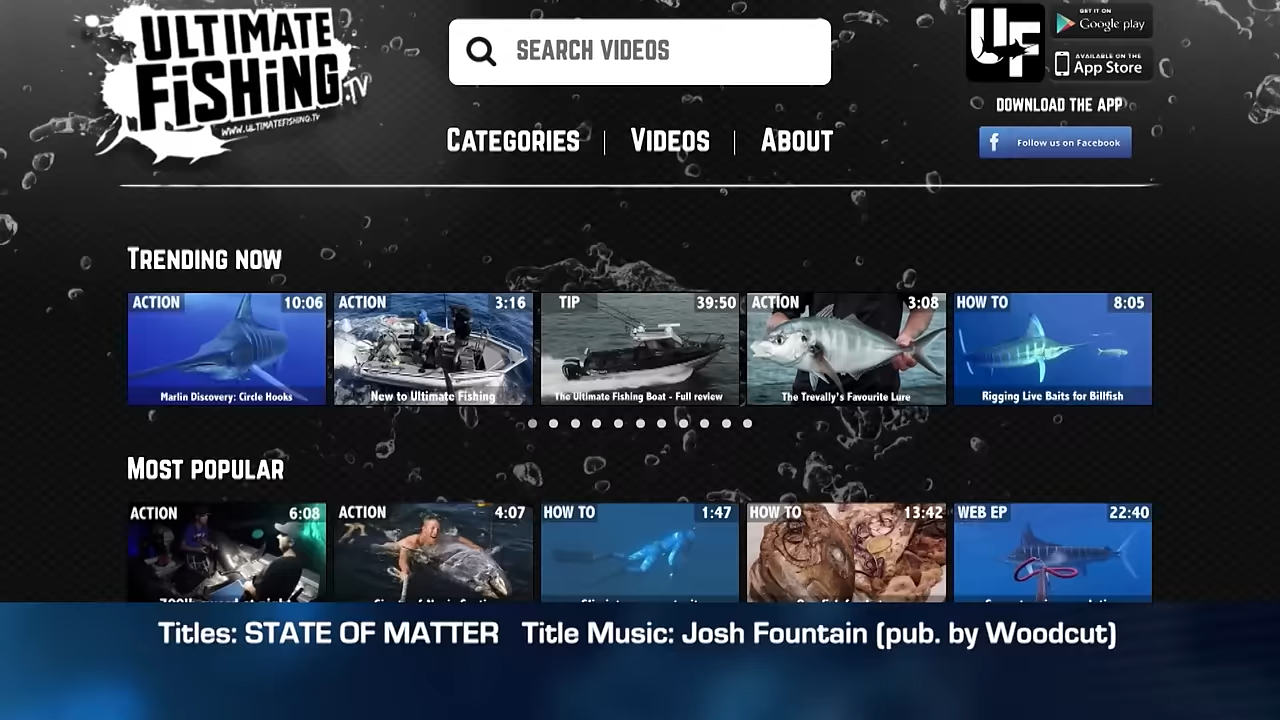 ULTIMATE
FiSHiNG.TV
WWW.ULTIMATEFISHING.TV
SEARCH VIDEOS
UF
GET IT ON
Google play
AVAILABLE ON THE
App Store
DOWNLOAD THE APP
f Follow us on Facebook
CATEGORIES | VIDEOS | ABOUT
TRENDING NOW
ACTION 10:06
Marlin Discovery: Circle Hooks
ACTION 3:16
New to Ultimate Fishing
TIP 39:50
The Ultimate Fishing Boat - Full review
ACTION 3:08
The Trevally's Favourite Lure
HOW TO 8:05
Rigging Live Baits for Billfish
MOST POPULAR
ACTION 6:08
ACTION 4:07
HOW TO 1:47
HOW TO 13:42
WEB EP 22:40
Titles: STATE OF MATTER Title Music: Josh Fountain (pub. by Woodcut)